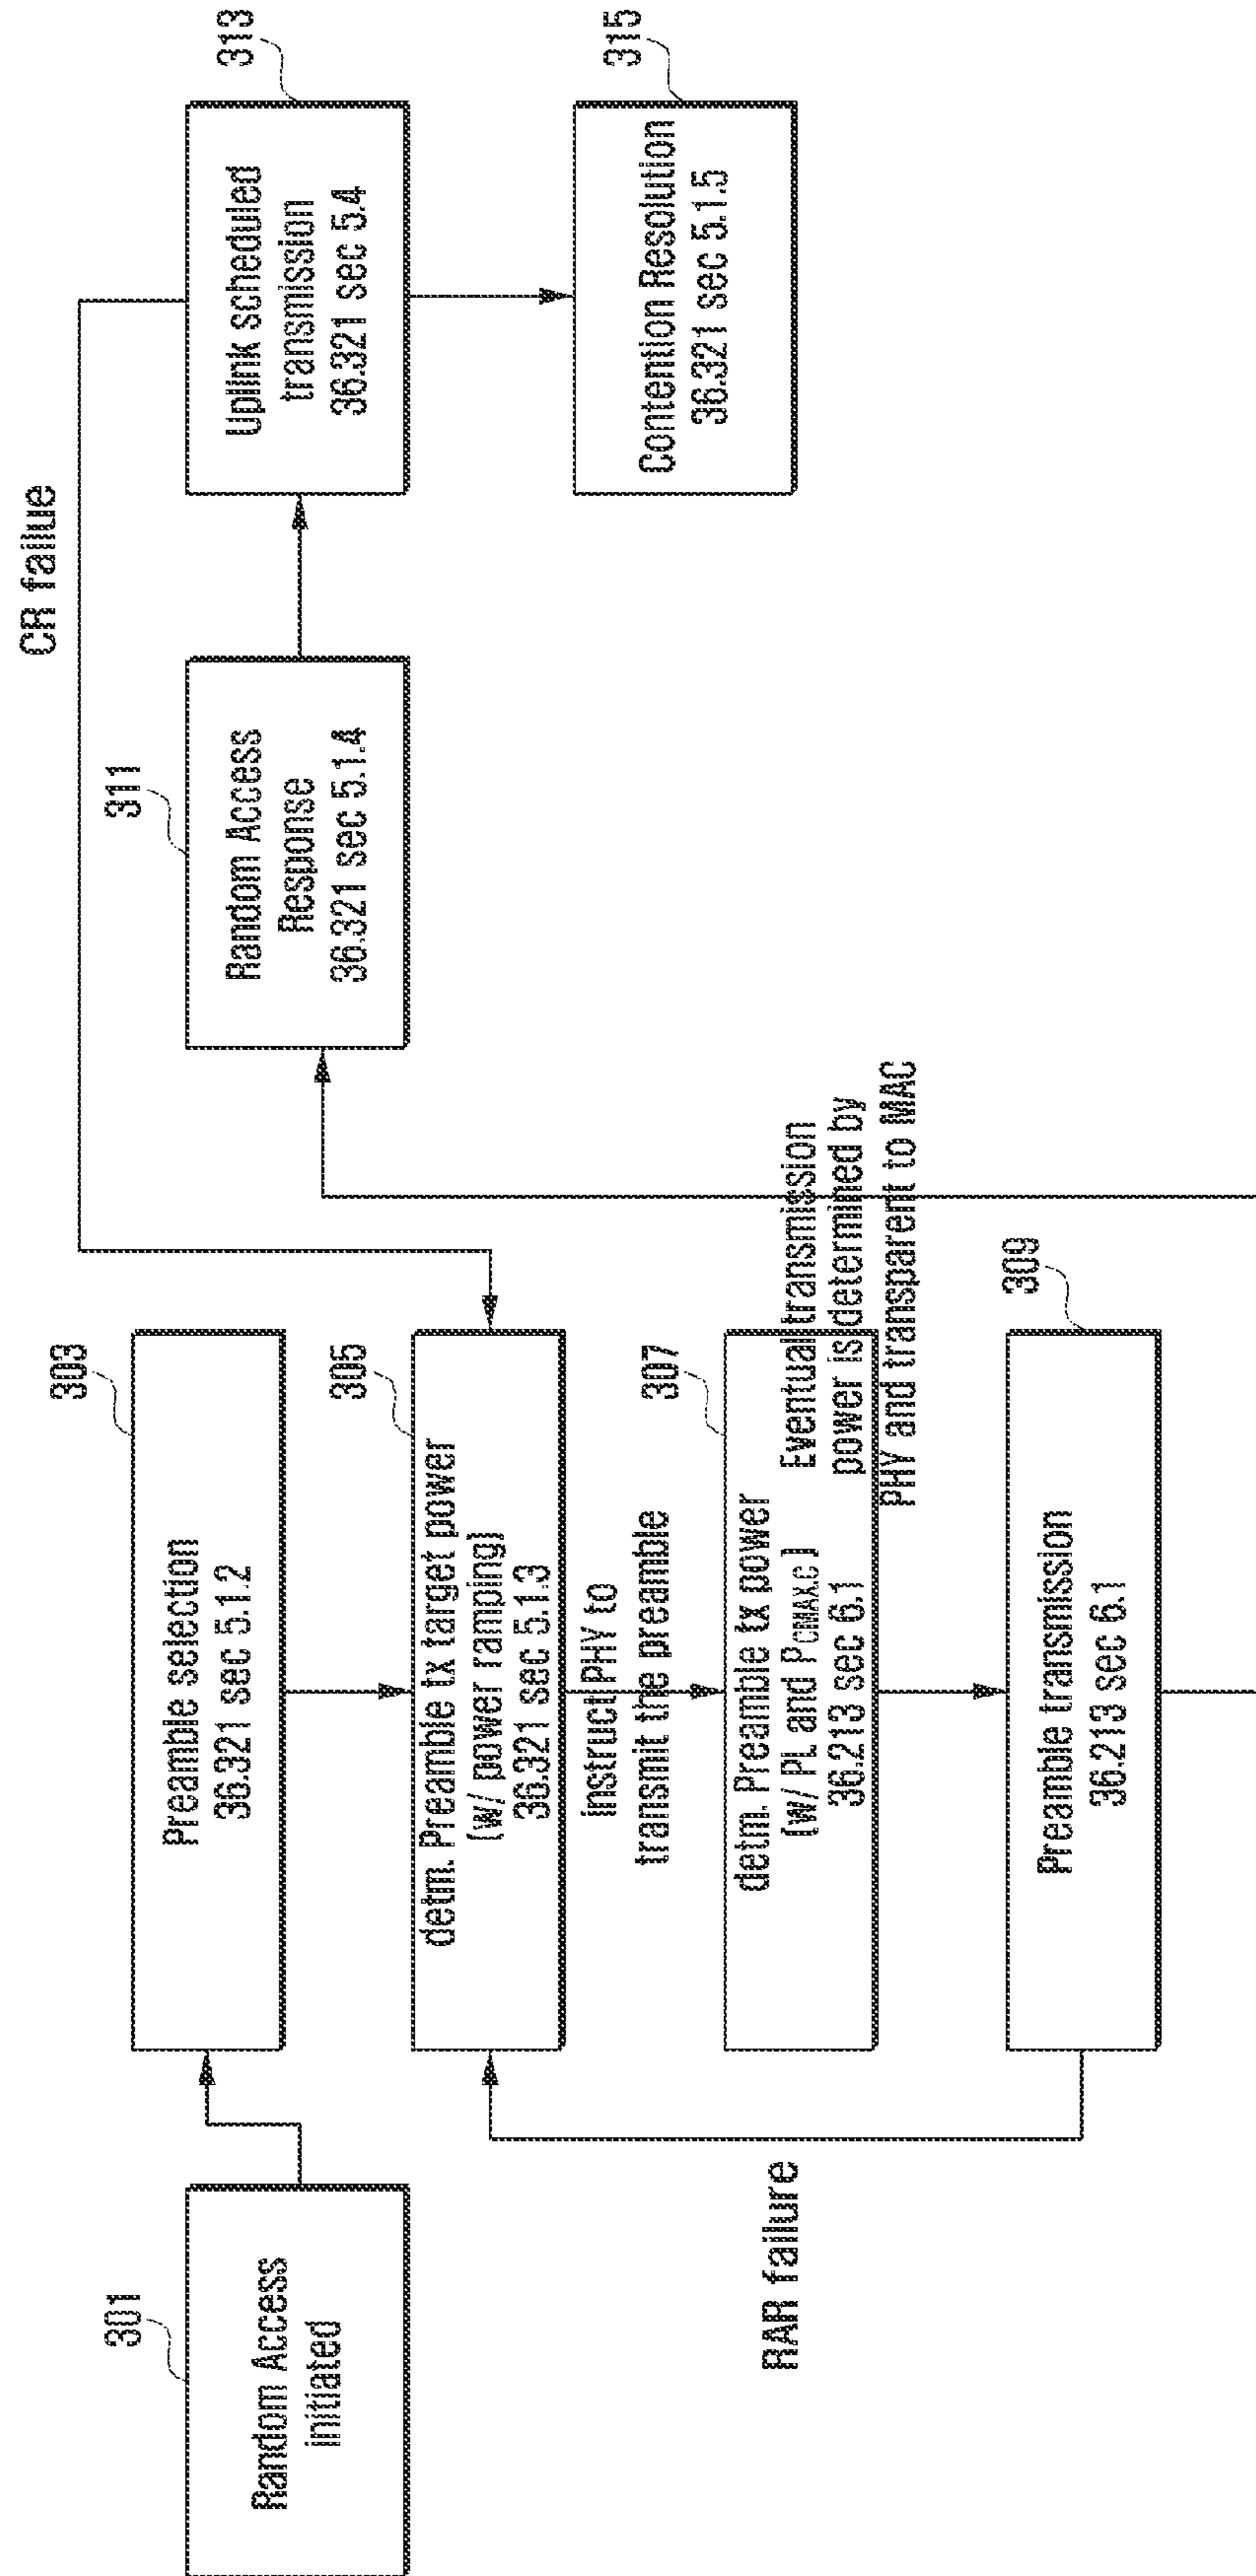 301
Random Access
initiated
303
Preamble selection
36.321 sec 5.1.2
305
detm. Preamble tx target power
(w/ power ramping)
36.321 sec 5.1.3
instruct PHY to
transmit the preamble
307
detm. Preamble tx power
(w/ PL and PCMAX.c)
36.213 sec 6.1
Eventual transmission
power is determined by
PHY and transparent to MAC
309
Preamble transmission
36.213 sec 6.1
RAR failure
311
Random Access
Response
36.321 sec 5.1.4
CR failue
313
Uplink scheduled
transmission
36.321 sec 5.4
315
Contention Resolution
36.321 sec 5.1.5